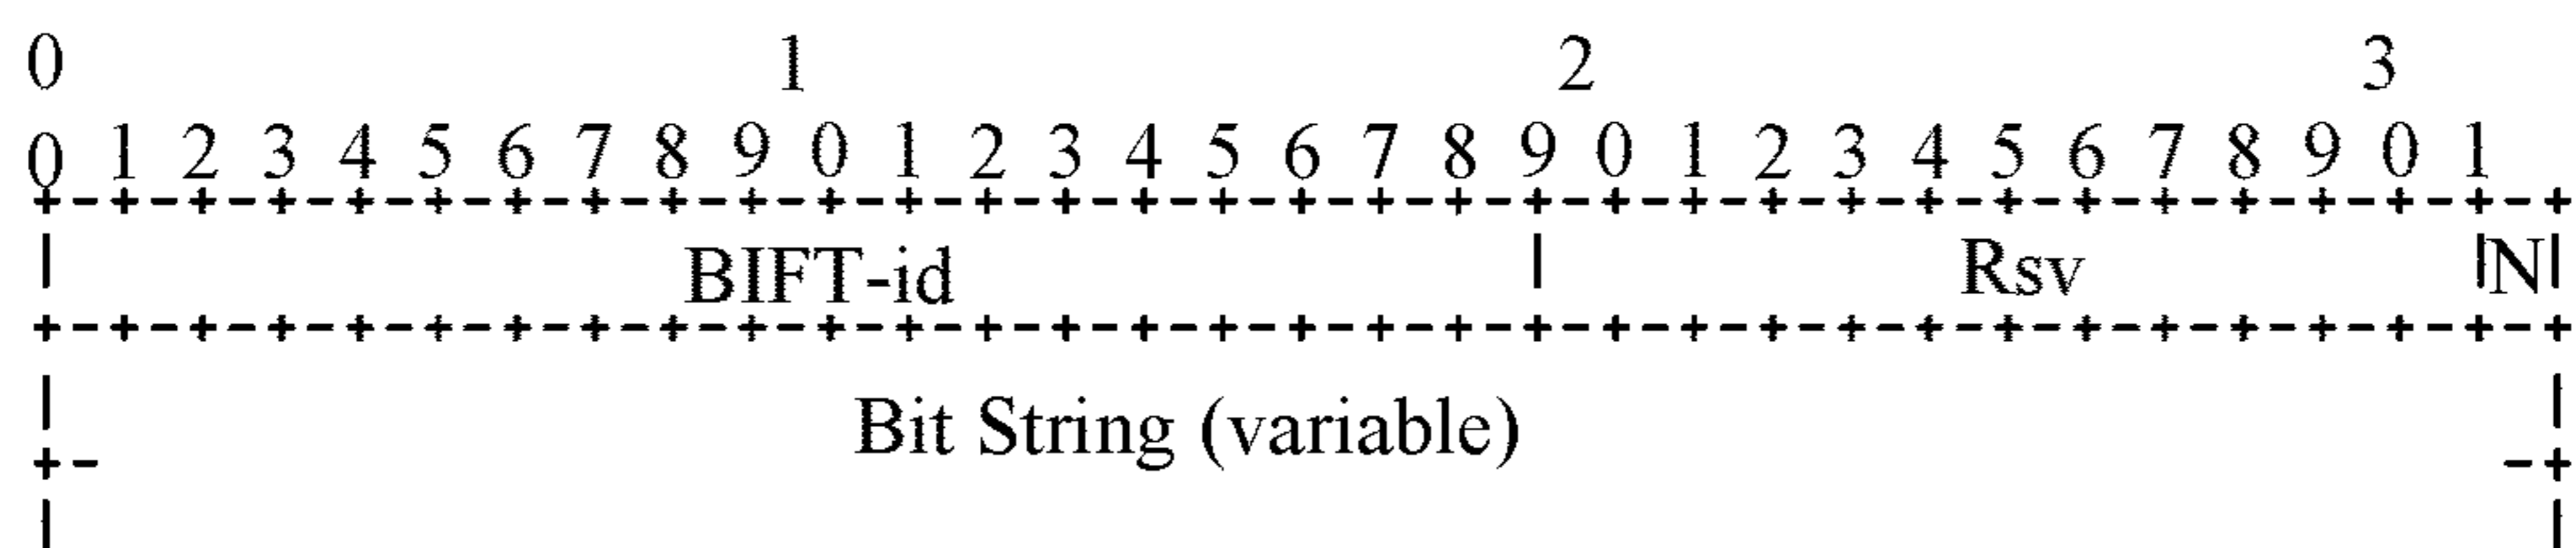 0 1 2 3
0 1 2 3 4 5 6 7 8 9 0 1 2 3 4 5 6 7 8 9 0 1 2 3 4 5 6 7 8 9 0 1
+-+-+-+-+-+-+-+-+-+-+-+-+-+-+-+-+-+-+-+-+-+-+-+-+-+-+-+-+-+-+-+-+
| BIFT-id | Rsv |N|
+-+-+-+-+-+-+-+-+-+-+-+-+-+-+-+-+-+-+-+-+-+-+-+-+-+-+-+-+-+-+-+-+
| Bit String (variable) |
+- -+
| |